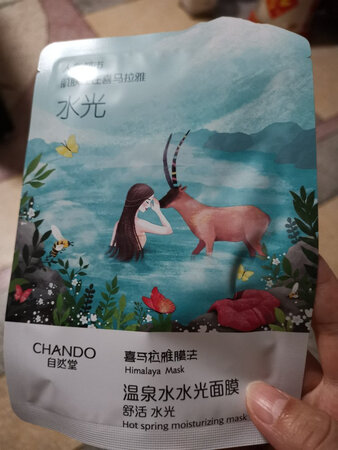 喜马拉雅
水光
CHANDO
自然堂
喜马拉雅膜法
Himalaya Mask
温泉水水光面膜
舒活 水光
Hot spring moisturizing mask